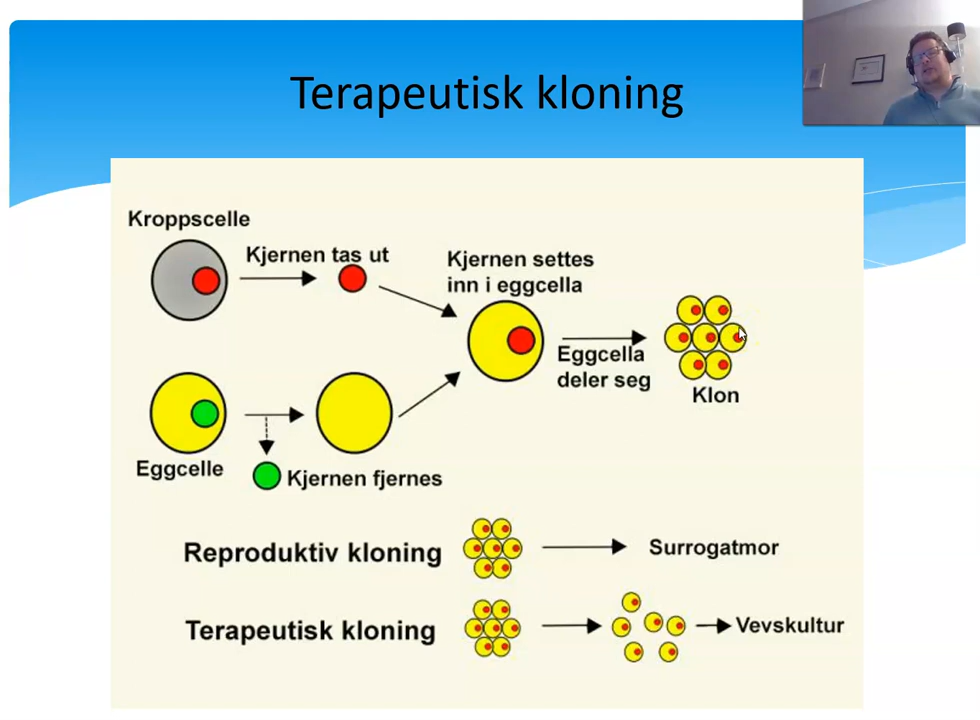 Terapeutisk kloning
Kroppscelle
Kjernen tas ut
Kjernen settes
inn i eggcella
Eggcella
deler seg
Klon
Eggcelle
Kjernen fjernes
Reproduktiv kloning
Surrogatmor
Terapeutisk kloning
Vevskultur